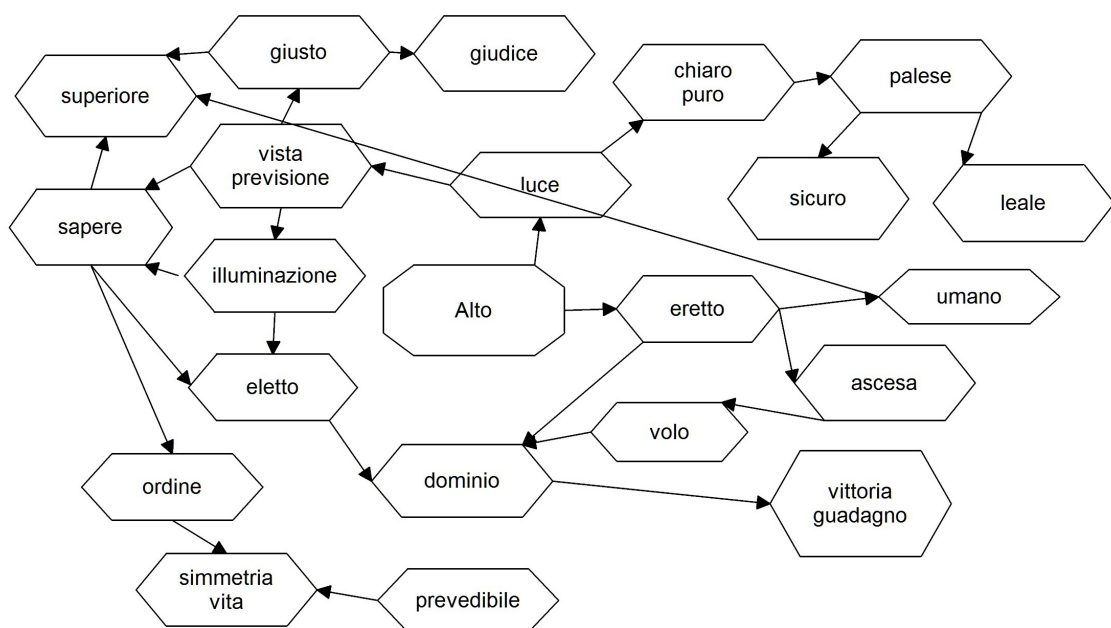 giusto
giudice
superiore
chiaro
puro
palese
vista
previsione
luce
sicuro
leale
sapere
illuminazione
Alto
eretto
umano
eletto
ascesa
volo
ordine
dominio
vittoria
guadagno
simmetria
vita
prevedibile